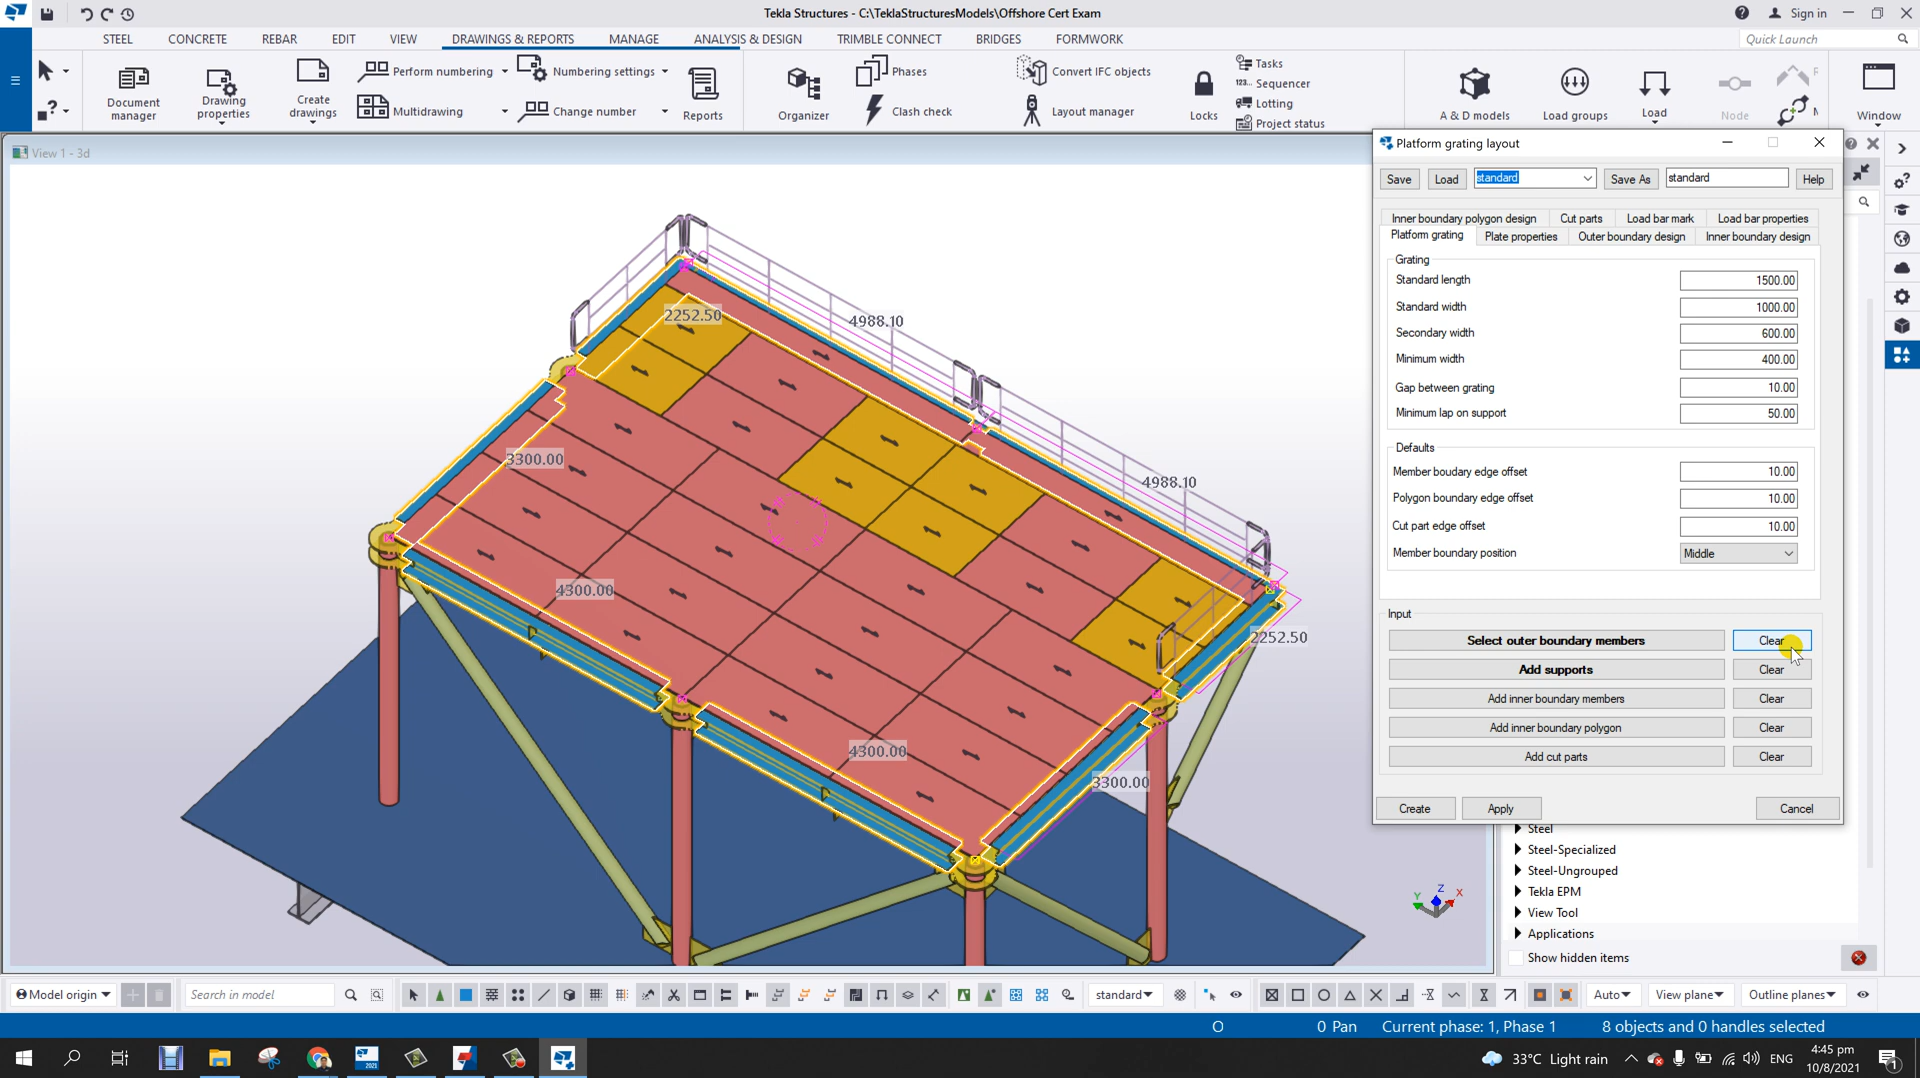 Tekla Structures - C:\TeklaStructuresModels\Offshore Cert Exam
Sign in
STEEL
CONCRETE
REBAR
EDIT
VIEW
DRAWINGS & REPORTS
MANAGE
ANALYSIS & DESIGN
TRIMBLE CONNECT
BRIDGES
FORMWORK
Quick Launch
Document manager
Drawing properties
Create drawings
Perform numbering
Multidrawing
Numbering settings
Change number
Reports
Organizer
Phases
Clash check
Convert IFC objects
Layout manager
Locks
Tasks
123... Sequencer
Lotting
Project status
A & D models
Load groups
Load
Node
Window
View 1 - 3d
2252.50
4988.10
3300.00
4988.10
4300.00
2252.50
4300.00
3300.00
Platform grating layout
Save
Load
standard
Save As
standard
Help
Inner boundary polygon design
Cut parts
Load bar mark
Load bar properties
Platform grating
Plate properties
Outer boundary design
Inner boundary design
Grating
Standard length
1500.00
Standard width
1000.00
Secondary width
600.00
Minimum width
400.00
Gap between grating
10.00
Minimum lap on support
50.00
Defaults
Member boudary edge offset
10.00
Polygon boundary edge offset
10.00
Cut part edge offset
10.00
Member boundary position
Middle
Input
Select outer boundary members
Clear
Add supports
Clear
Add inner boundary members
Clear
Add inner boundary polygon
Clear
Add cut parts
Clear
Create
Apply
Cancel
Steel
Steel-Specialized
Steel-Ungrouped
Tekla EPM
View Tool
Applications
Show hidden items
Y
Z
X
Model origin
Search in model
standard
Auto
View plane
Outline planes
O
0 Pan
Current phase: 1, Phase 1
8 objects and 0 handles selected
2021
33°C Light rain
ENG
4:45 pm
10/8/2021
1